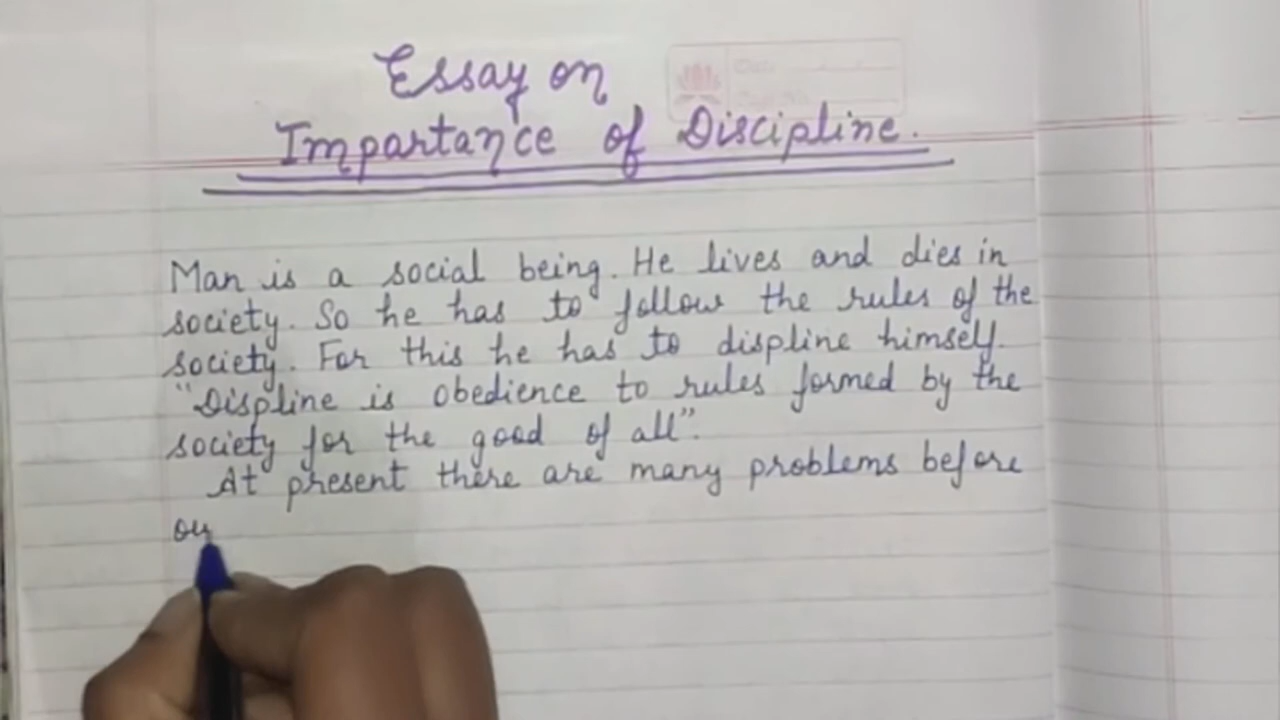 Essay on
Impartance of Discipline.
Man is a social being. He lives and dies in
society. So he has to follow the rules of the
society. For this he has to displine himself.
"Displine is obedience to rules formed by the
society for the good of all".
At present there are many problems before
ou